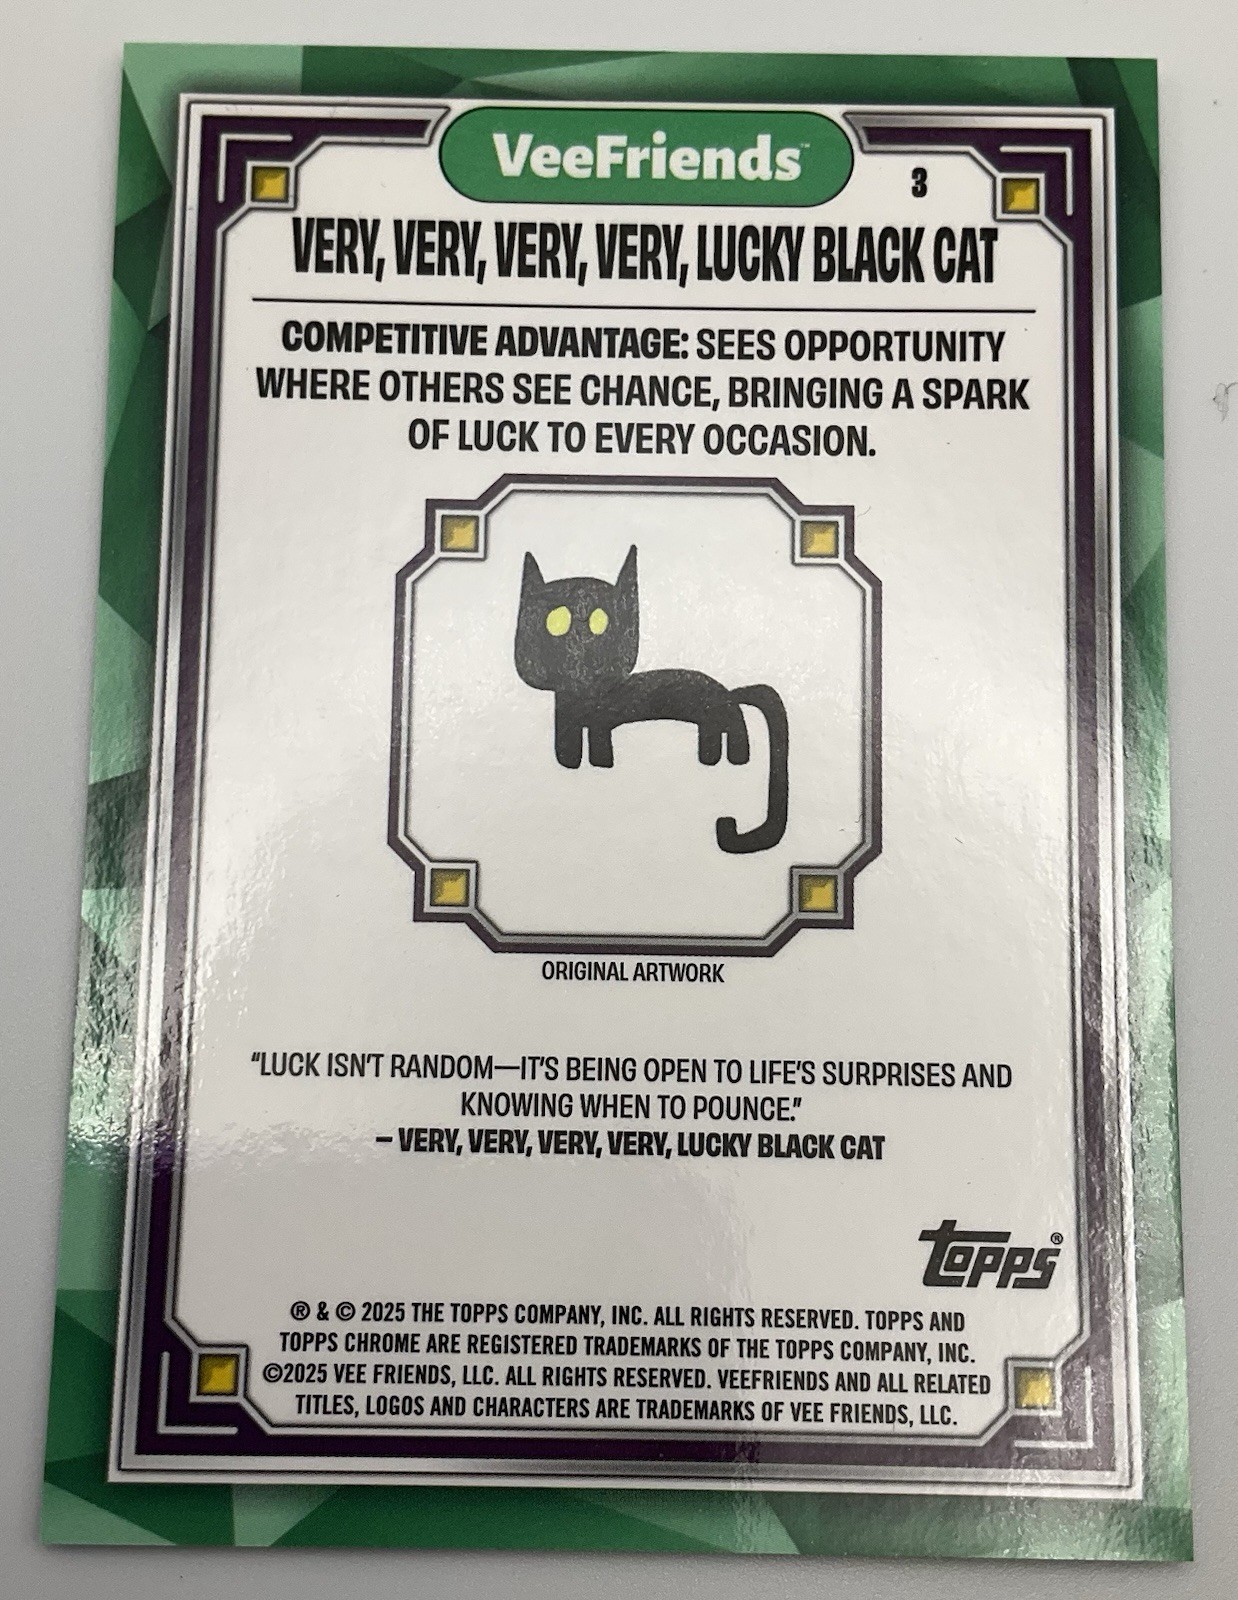 VeeFriends™
3
VERY, VERY, VERY, VERY, LUCKY BLACK CAT
COMPETITIVE ADVANTAGE: SEES OPPORTUNITY
WHERE OTHERS SEE CHANCE, BRINGING A SPARK
OF LUCK TO EVERY OCCASION.
ORIGINAL ARTWORK
"LUCK ISN'T RANDOM—IT'S BEING OPEN TO LIFE'S SURPRISES AND
KNOWING WHEN TO POUNCE."
– VERY, VERY, VERY, VERY, LUCKY BLACK CAT
topps®
® & © 2025 THE TOPPS COMPANY, INC. ALL RIGHTS RESERVED. TOPPS AND
TOPPS CHROME ARE REGISTERED TRADEMARKS OF THE TOPPS COMPANY, INC.
©2025 VEE FRIENDS, LLC. ALL RIGHTS RESERVED. VEEFRIENDS AND ALL RELATED
TITLES, LOGOS AND CHARACTERS ARE TRADEMARKS OF VEE FRIENDS, LLC.